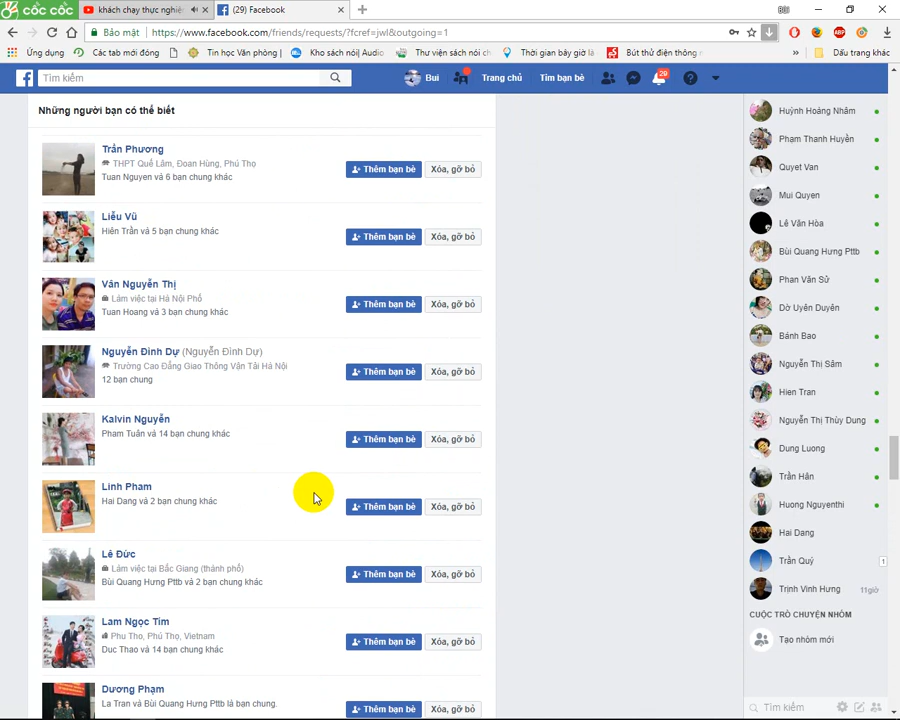 CỐC CỐC
khách chạy thực nghiên
(29) Facebook
Bảo mật
https://www.facebook.com/friends/requests/?fcref=jwl&outgoing=1
Ứng dụng
Các tab mới đóng
Tin học Văn phòng |
Kho sách nói| Audio
Thư viện sách nói ch
Thời gian bây giờ là
Bút thử điện thông n
Dấu trang khác
Tìm kiếm
Bui
Trang chủ
Tìm bạn bè
29
Những người bạn có thể biết
Trần Phương
THPT Quế Lâm, Đoan Hùng, Phú Thọ
Tuan Nguyen và 6 bạn chung khác
Thêm bạn bè
Xóa, gỡ bỏ
Liễu Vũ
Hiên Trần và 5 bạn chung khác
Thêm bạn bè
Xóa, gỡ bỏ
Vân Nguyễn Thị
Làm việc tại Hà Nội Phố
Tuan Hoang và 3 bạn chung khác
Thêm bạn bè
Xóa, gỡ bỏ
Nguyễn Đình Dự (Nguyễn Đình Dự)
Trường Cao Đẳng Giao Thông Vận Tải Hà Nội
12 bạn chung
Thêm bạn bè
Xóa, gỡ bỏ
Kalvin Nguyễn
Pham Tuân và 14 bạn chung khác
Thêm bạn bè
Xóa, gỡ bỏ
Linh Pham
Hai Dang và 2 bạn chung khác
Thêm bạn bè
Xóa, gỡ bỏ
Lê Đức
Làm việc tại Bắc Giang (thành phố)
Bùi Quang Hưng Pttb và 2 bạn chung khác
Thêm bạn bè
Xóa, gỡ bỏ
Lam Ngọc Tim
Phu Tho, Phú Thọ, Vietnam
Duc Thao và 14 bạn chung khác
Thêm bạn bè
Xóa, gỡ bỏ
Dương Phạm
La Tran và Bùi Quang Hưng Pttb là bạn chung.
Thêm bạn bè
Xóa, gỡ bỏ
Huỳnh Hoàng Nhâm
Phạm Thanh Huyền
Quyet Van
Mui Quyen
Lê Văn Hòa
Bùi Quang Hưng Pttb
Phan Văn Sử
Dờ Uyên Duyên
Bánh Bao
Nguyễn Thị Sâm
Hien Tran
Nguyễn Thị Thùy Dung
Dung Luong
Trần Hân
Huong Nguyenthi
Hai Dang
Trần Quý
1
Trịnh Vinh Hưng
11giờ
CUỘC TRÒ CHUYỆN NHÓM
Tạo nhóm mới
Tìm kiếm